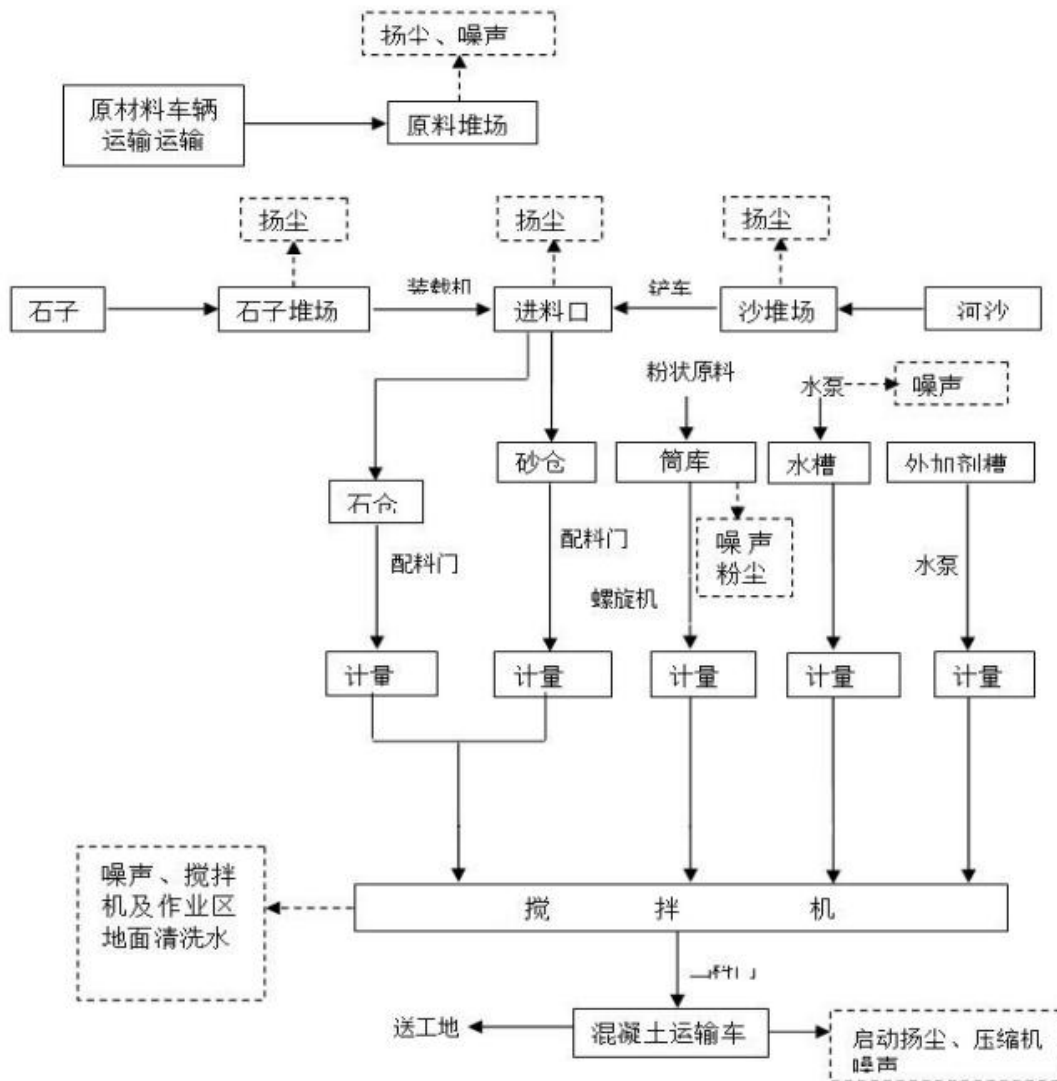 扬尘、噪声
原材料车辆
运输运输
原料堆场
扬尘
扬尘
扬尘
石子
石子堆场
装载机
进料口
铲车
沙堆场
河沙
粉状原料
水泵
噪声
砂仓
筒库
水槽
外加剂槽
石仓
配料门
配料门
噪声
粉尘
水泵
螺旋机
计量
计量
计量
计量
计量
噪声、搅拌
机及作业区
地面清洗水
搅拌机
送工地
混凝土运输车
启动扬尘、压缩机
噪声